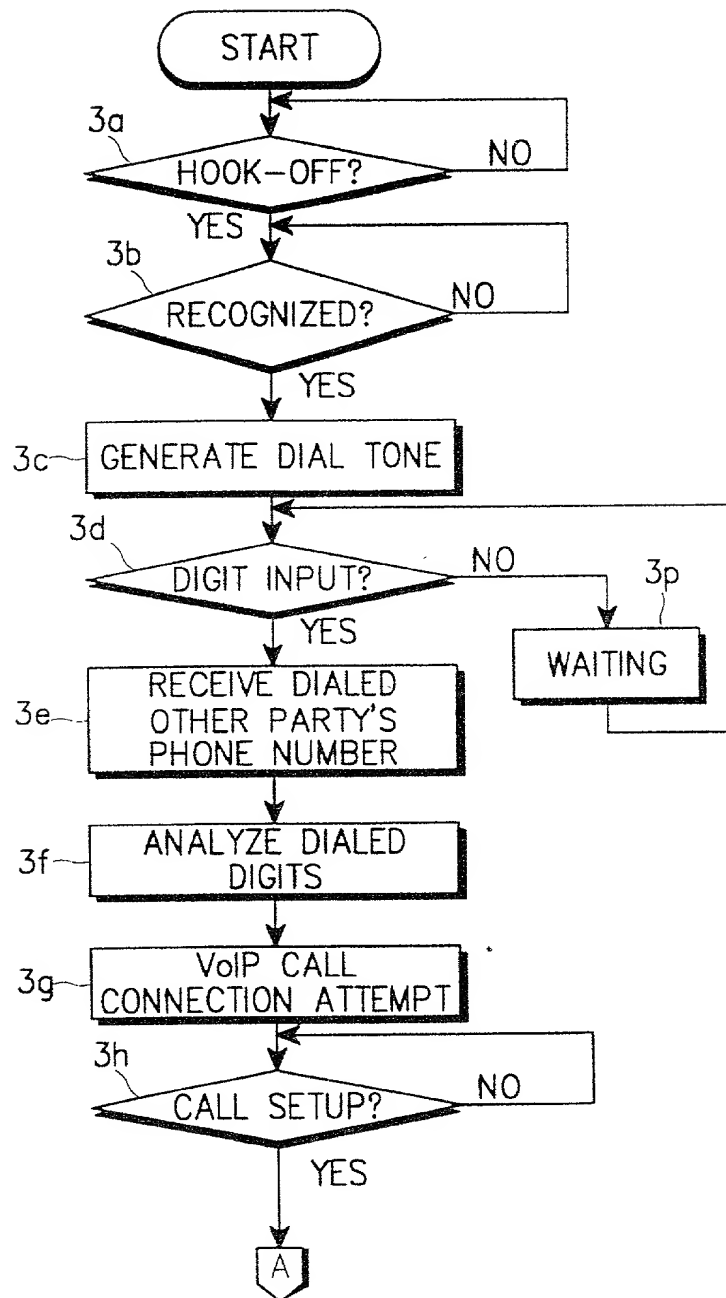 START
3a
HOOK-OFF?
NO
YES
3b
RECOGNIZED?
NO
YES
3c
GENERATE DIAL TONE
3d
DIGIT INPUT?
NO
3p
YES
WAITING
3e
RECEIVE DIALED
OTHER PARTY'S
PHONE NUMBER
3f
ANALYZE DIALED
DIGITS
3g
VoIP CALL
CONNECTION ATTEMPT
3h
CALL SETUP?
NO
YES
A